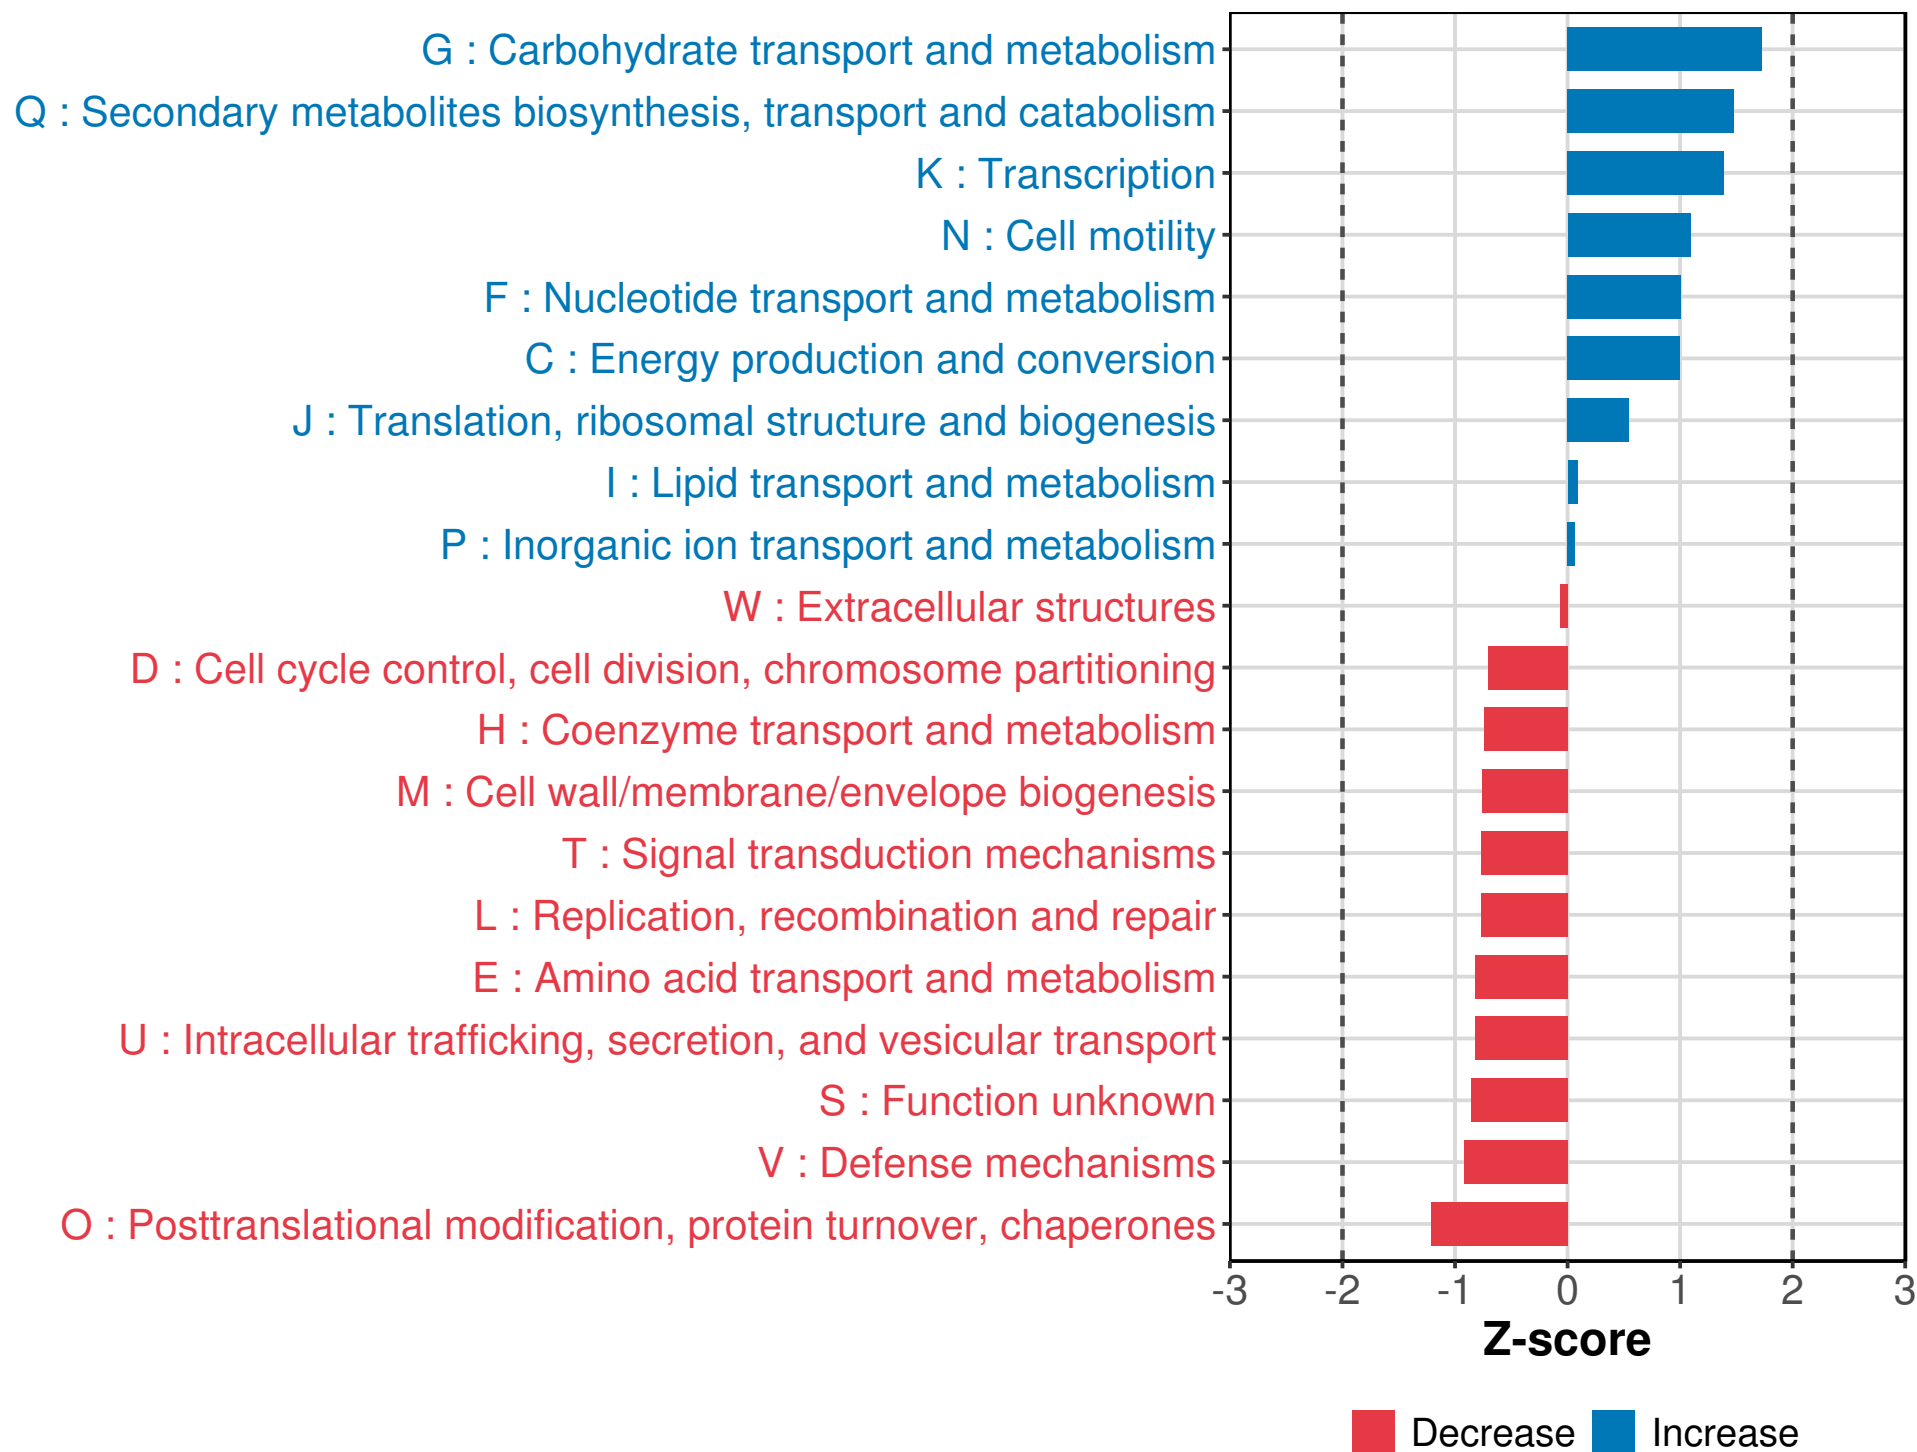 G : Carbohydrate transport and metabolism
Q : Secondary metabolites biosynthesis, transport and catabolism
K : Transcription
N : Cell motility
F : Nucleotide transport and metabolism
C : Energy production and conversion
J : Translation, ribosomal structure and biogenesis
I : Lipid transport and metabolism
P : Inorganic ion transport and metabolism
W : Extracellular structures
D : Cell cycle control, cell division, chromosome partitioning
H : Coenzyme transport and metabolism
M : Cell wall/membrane/envelope biogenesis
T : Signal transduction mechanisms
L : Replication, recombination and repair
E : Amino acid transport and metabolism
U : Intracellular trafficking, secretion, and vesicular transport
S : Function unknown
V : Defense mechanisms
O : Posttranslational modification, protein turnover, chaperones
-3 -2 -1 0 1 2 3
Z-score
Decrease Increase